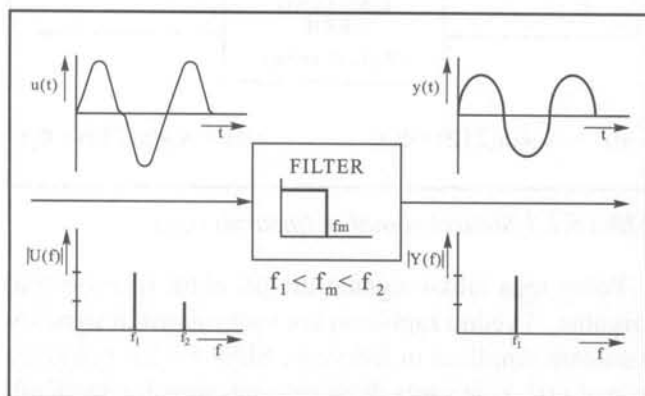 u(t)
t
y(t)
t
FILTER
fm
f1 < fm < f2
|U(f)|
f1
f2
f
|Y(f)|
f1
f